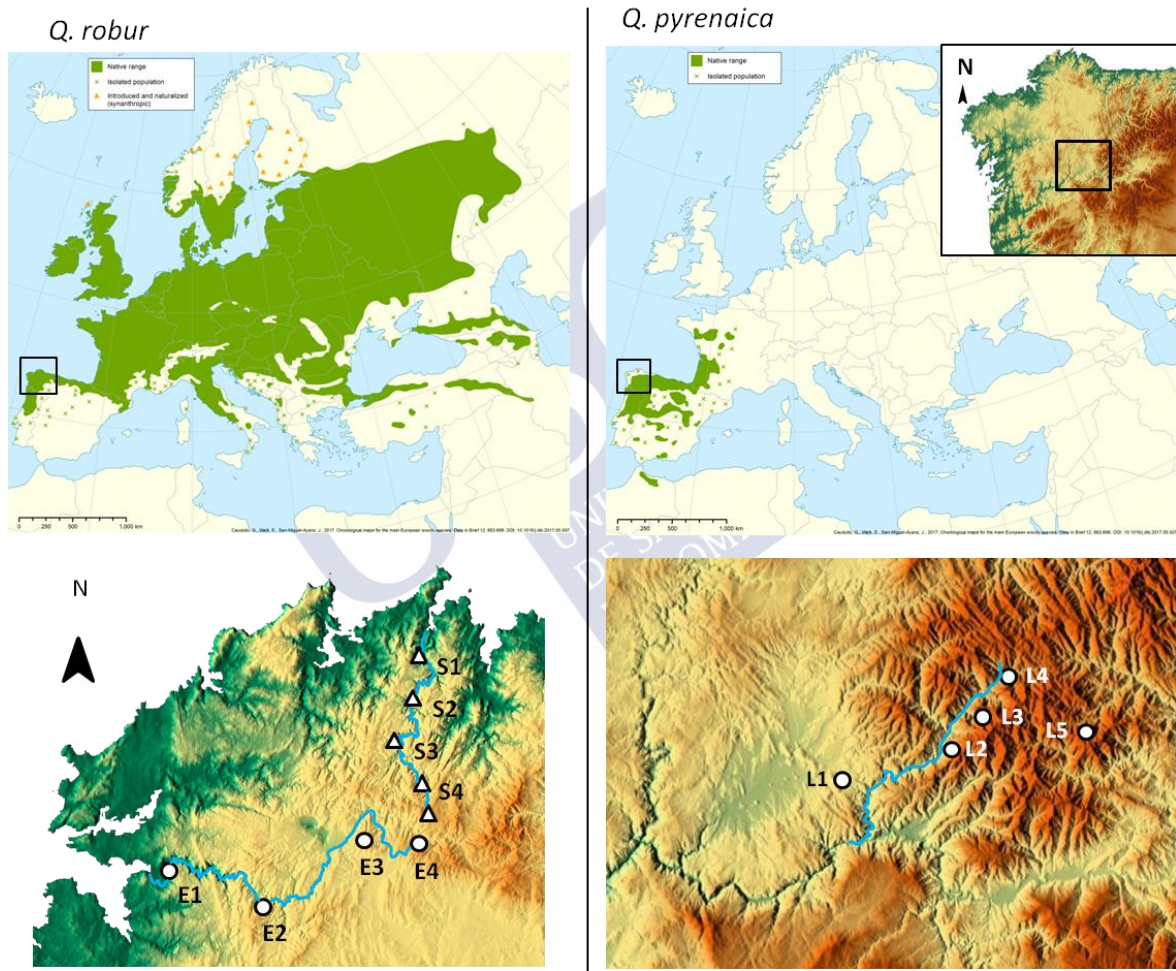 Q. robur
Native range
Isolated population
Introduced and naturalized
(synanthropic)
0 250 500 1,000 km
Q. pyrenaica
Native range
Isolated population
N
0 250 500 1,000 km
N
S1
S2
S3
S4
E1
E2
E3
E4
L1
L2
L3
L4
L5